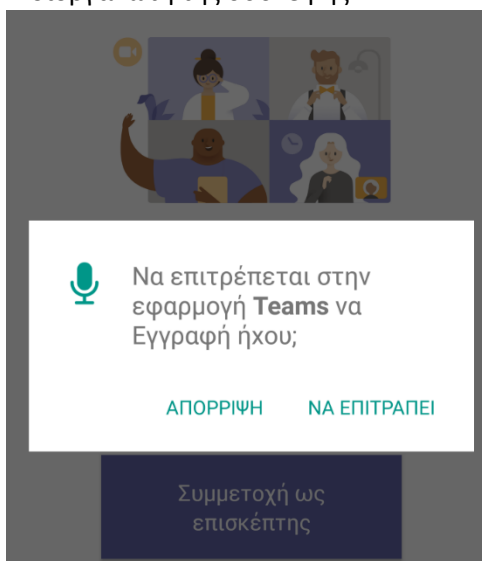 Να επιτρέπεται στην
εφαρμογή Teams να
Εγγραφή ήχου;
ΑΠΟΡΡΙΨΗ ΝΑ ΕΠΙΤΡΑΠΕΙ
Συμμετοχή ως
επισκέπτης